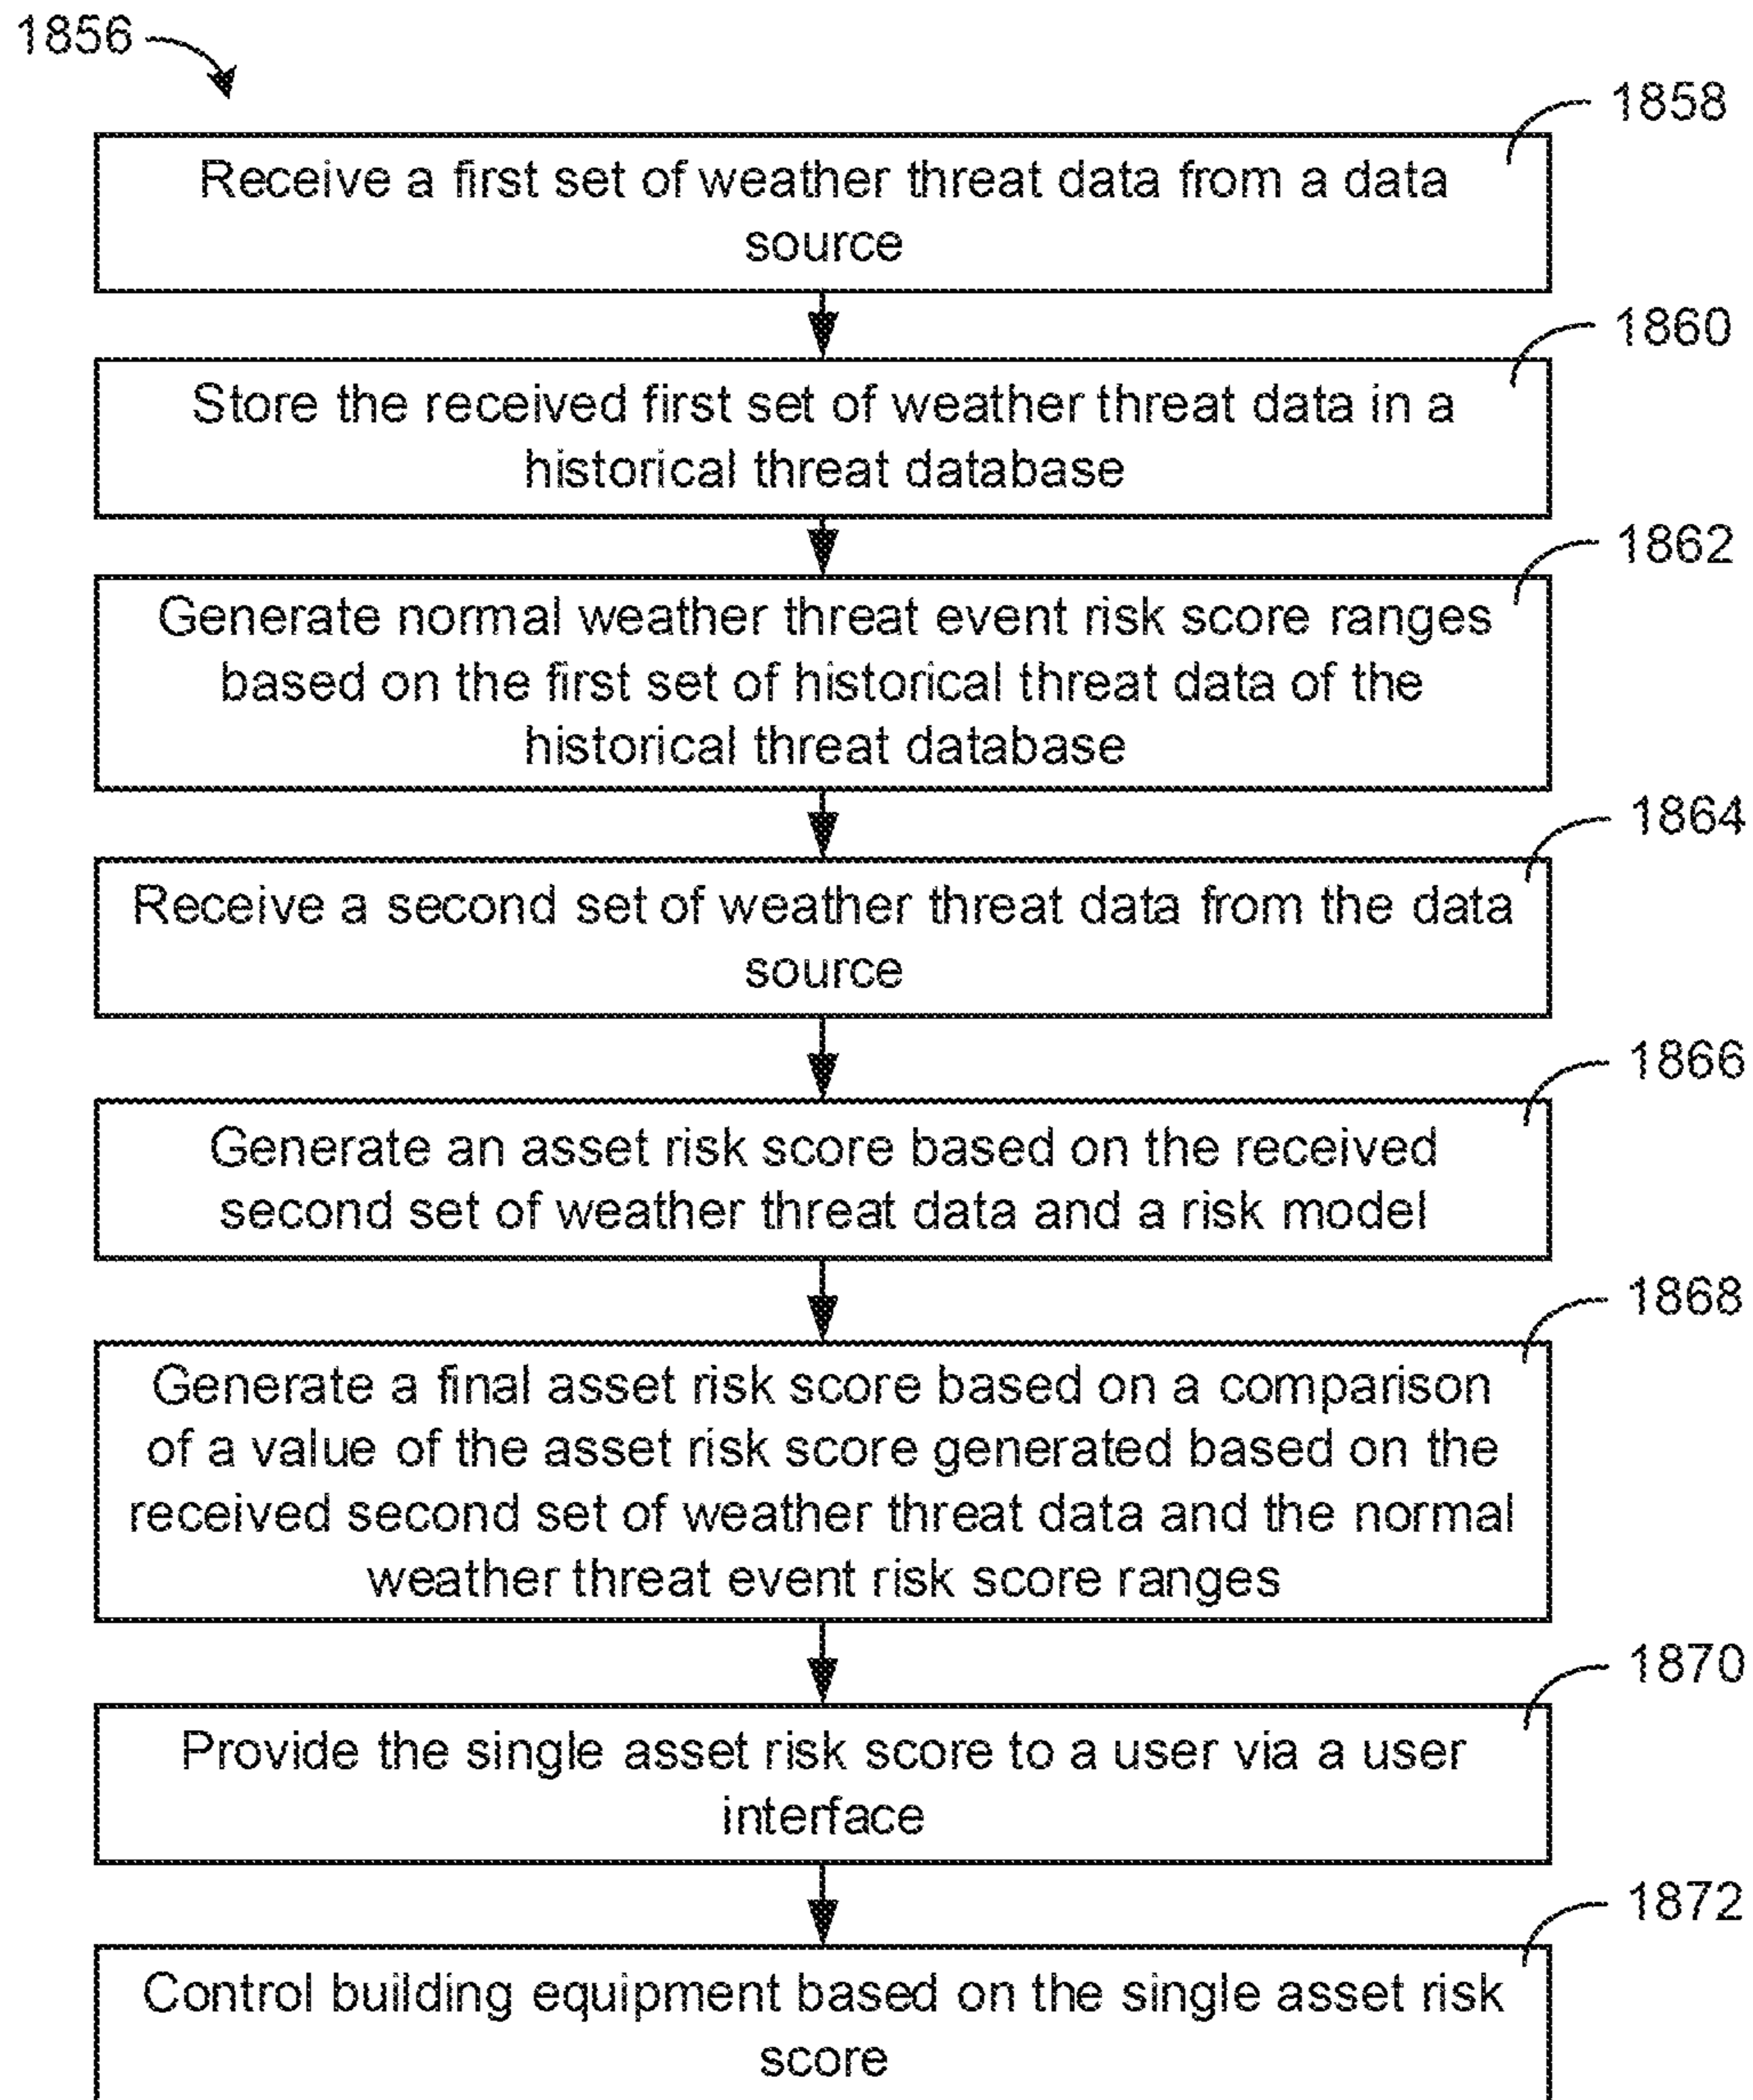 1856
1858
Receive a first set of weather threat data from a data
source
1860
Store the received first set of weather threat data in a
historical threat database
1862
Generate normal weather threat event risk score ranges
based on the first set of historical threat data of the
historical threat database
1864
Receive a second set of weather threat data from the data
source
1866
Generate an asset risk score based on the received
second set of weather threat data and a risk model
1868
Generate a final asset risk score based on a comparison
of a value of the asset risk score generated based on the
received second set of weather threat data and the normal
weather threat event risk score ranges
1870
Provide the single asset risk score to a user via a user
interface
1872
Control building equipment based on the single asset risk
score